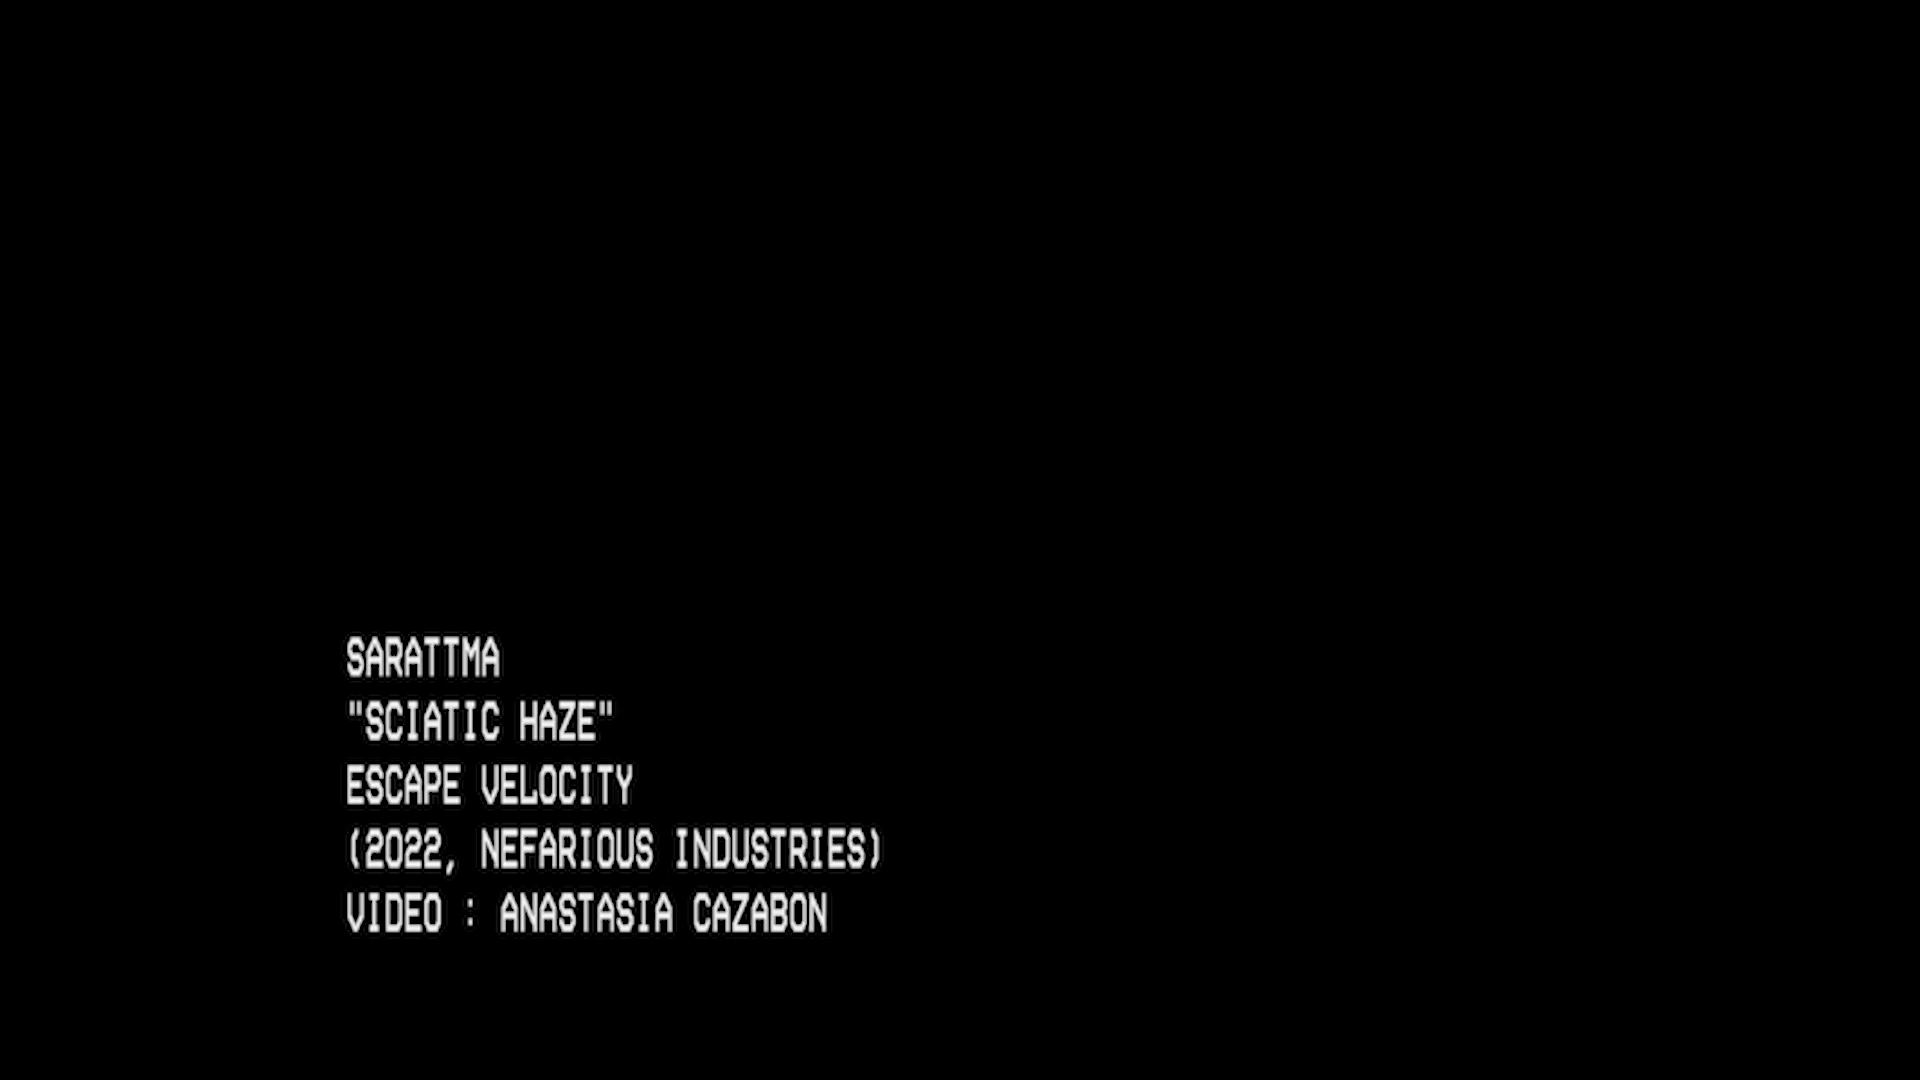 SARATTMA
"SCIATIC HAZE"
ESCAPE VELOCITY
(2022, NEFARIOUS INDUSTRIES)
VIDEO : ANASTASIA CAZABON